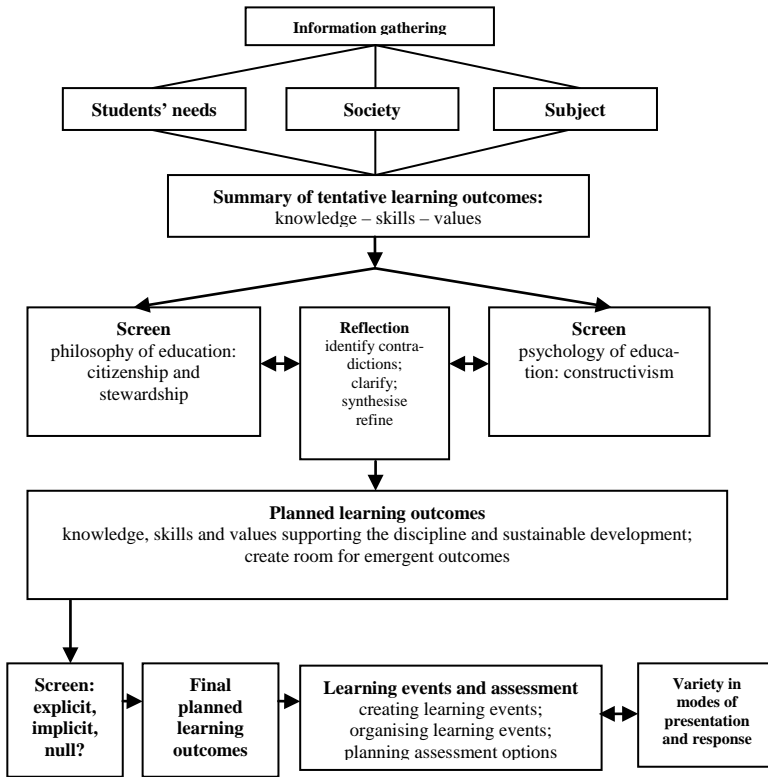 Information gathering
Students’ needs
Society
Subject
Summary of tentative learning outcomes:
knowledge – skills – values
Screen
philosophy of education:
citizenship and
stewardship
Reflection
identify contra-
dictions;
clarify;
synthesise
refine
Screen
psychology of educa-
tion: constructivism
Planned learning outcomes
knowledge, skills and values supporting the discipline and sustainable development;
create room for emergent outcomes
Screen:
explicit,
implicit,
null?
Final
planned
learning
outcomes
Learning events and assessment
creating learning events;
organising learning events;
planning assessment options
Variety in
modes of
presentation
and response